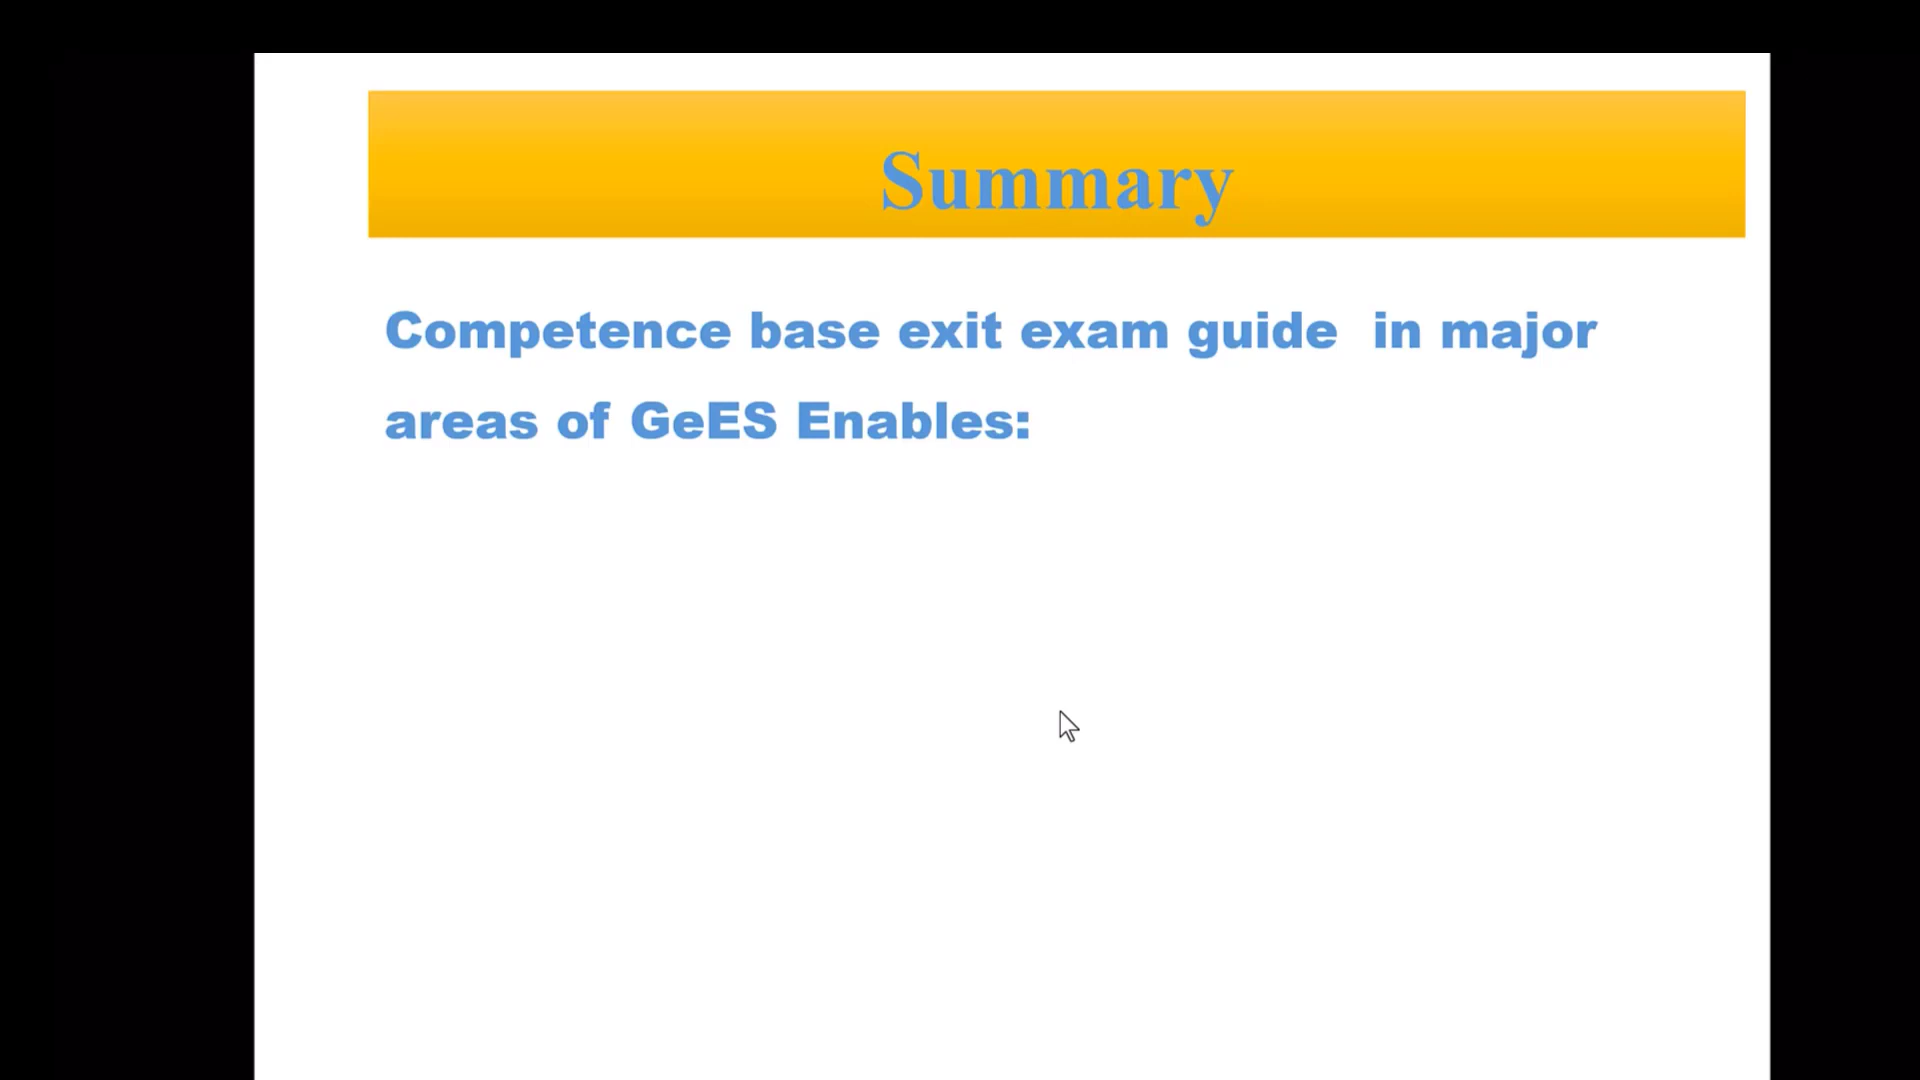 Summary
Competence base exit exam guide  in major
areas of GeES Enables: